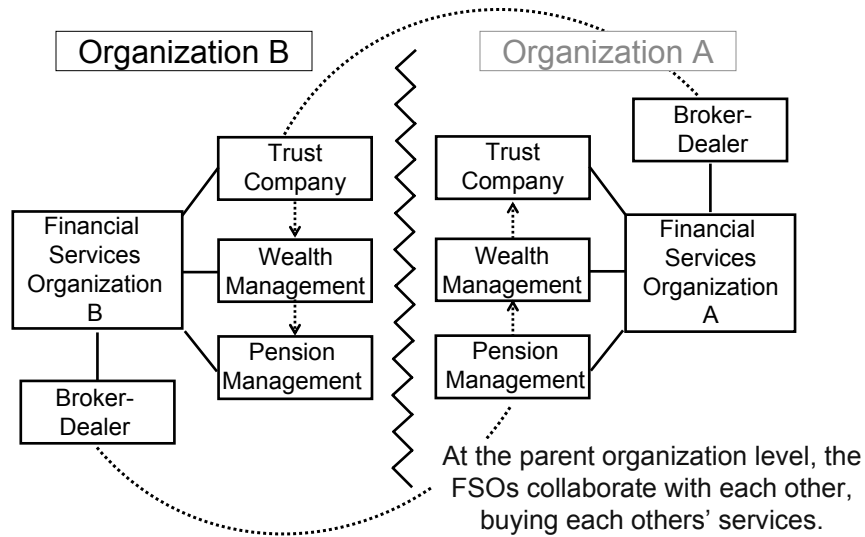 Organization B
Organization A
Broker-
Dealer
Trust
Company
Trust
Company
Financial
Services
Organization
B
Wealth
Management
Wealth
Management
Financial
Services
Organization
A
Pension
Management
Pension
Management
Broker-
Dealer
At the parent organization level, the
FSOs collaborate with each other,
buying each others’ services.